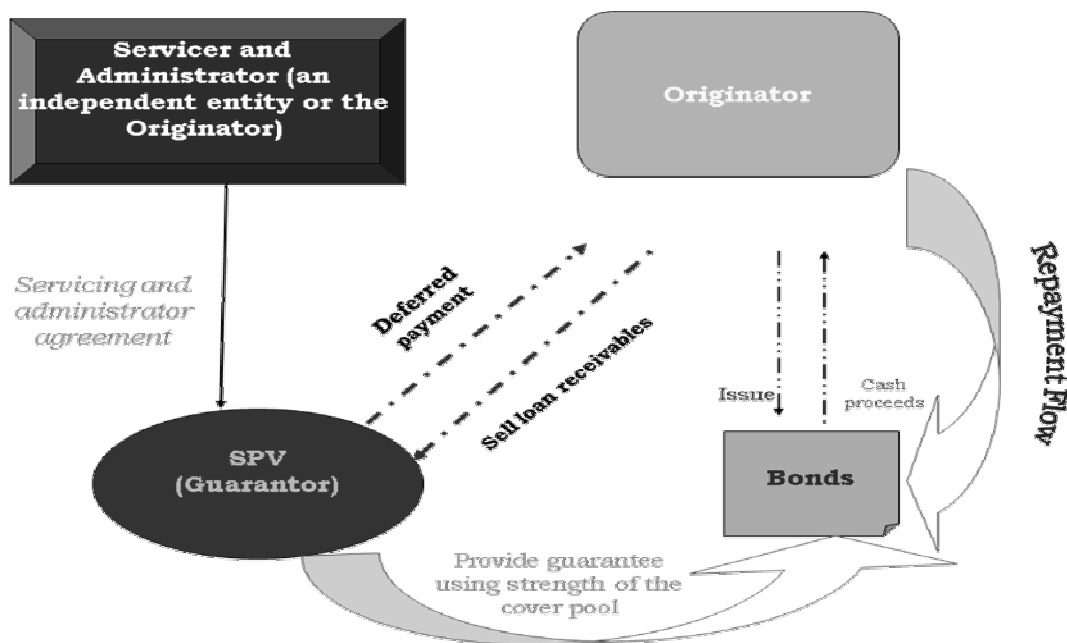 Servicer and
Administrator (an
independent entity or the
Originator)
Originator
Servicing and
administrator
agreement
Deferred
payment
Sell loan receivables
Issue
Cash
proceeds
Repayment Flow
SPV
(Guarantor)
Bonds
Provide guarantee
using strength of the
cover pool